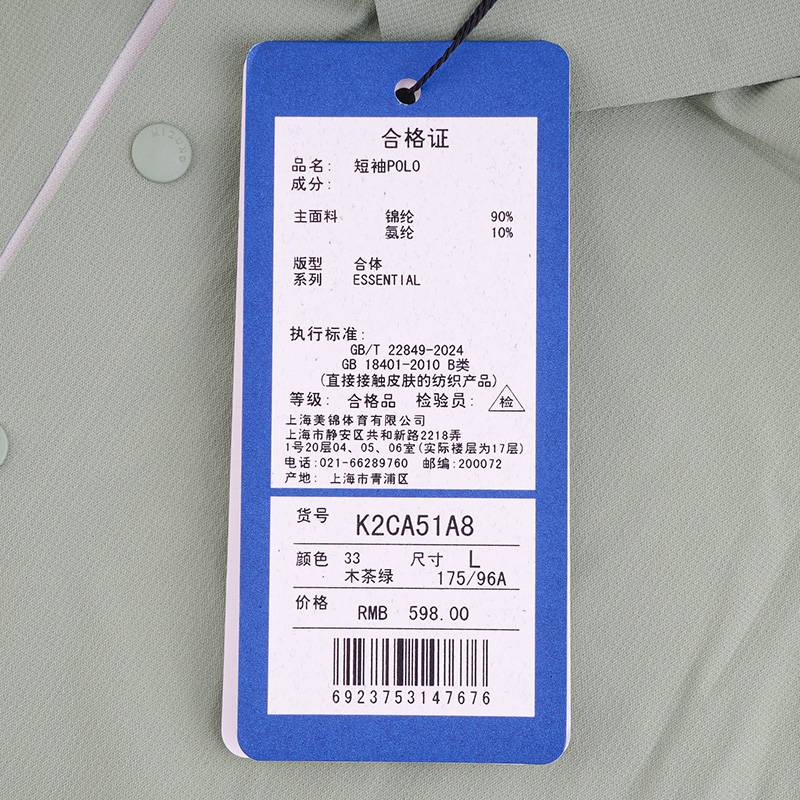 MIZUNO
合格证
品名: 短袖POLO
成分:
主面料 锦纶 90%
氨纶 10%
版型 合体
系列 ESSENTIAL
执行标准:
GB/T 22849-2024
GB 18401-2010 B类
(直接接触皮肤的纺织产品)
等级: 合格品 检验员: 检
上海美锦体育有限公司
上海市静安区共和新路2218弄
1号20层04、05、06室(实际楼层为17层)
电话:021-66289760 邮编:200072
产地: 上海市青浦区
货号 K2CA51A8
颜色 33 尺寸 L
木茶绿 175/96A
价格 RMB 598.00
6923753147676